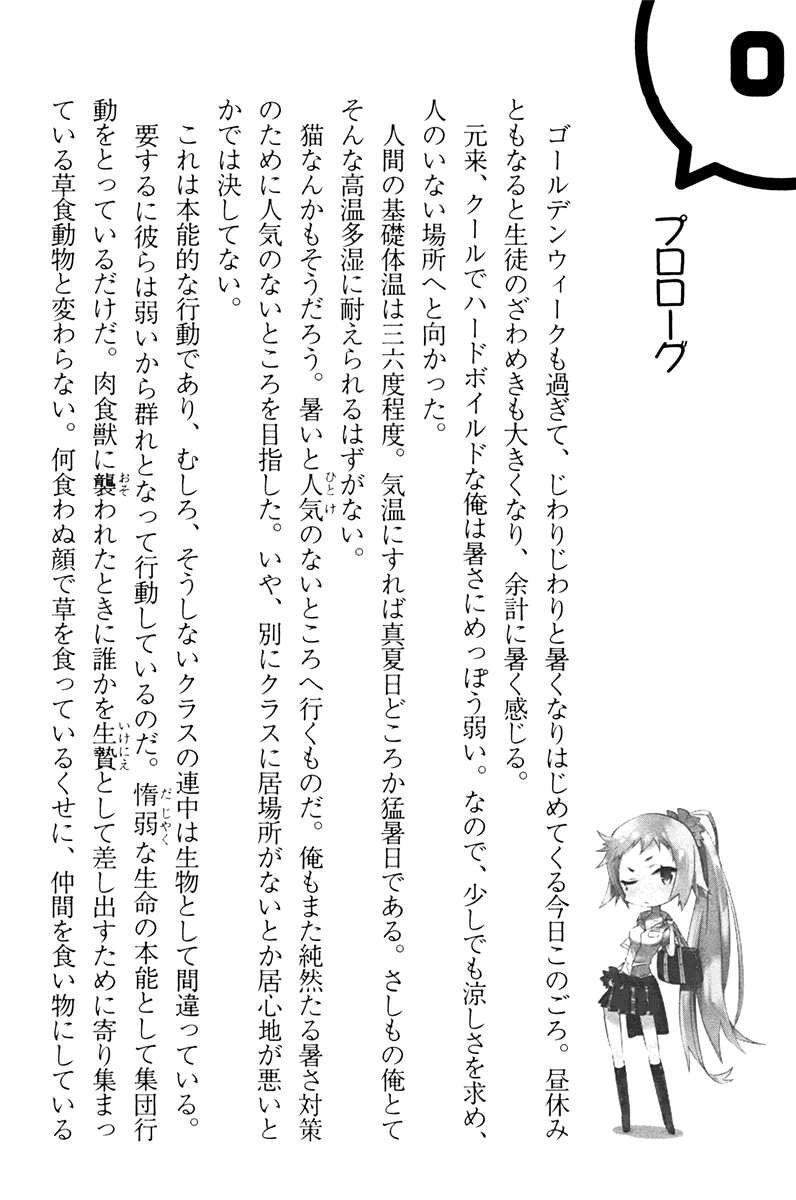 0
プロローグ
ゴールデンウィークも過ぎて、じわりじわりと暑くなりはじめてくる今日このごろ。昼休み
ともなると生徒のざわめきも大きくなり、余計に暑く感じる。
元来、クールでハードボイルドな俺は暑さにめっぽう弱い。なので、少しでも涼しさを求め、
人のいない場所へと向かった。
人間の基礎体温は三六度程度。気温にすれば真夏日どころか猛暑日である。さしもの俺とて
そんな高温多湿に耐えられるはずがない。
猫なんかもそうだろう。暑いと人気のないところへ行くものだ。俺もまた純然たる暑さ対策
のために人気のないところを目指した。いや、別にクラスに居場所がないとか居心地が悪いと
かでは決してない。
これは本能的な行動であり、むしろ、そうしないクラスの連中は生物として間違っている。
要するに彼らは弱いから群れとなって行動しているのだ。惰弱な生命の本能として集団行
動をとっているだけだ。肉食獣に襲われたときに誰かを生贄として差し出すために寄り集まっ
ている草食動物と変わらない。何食わぬ顔で草を食っているくせに、仲間を食い物にしている